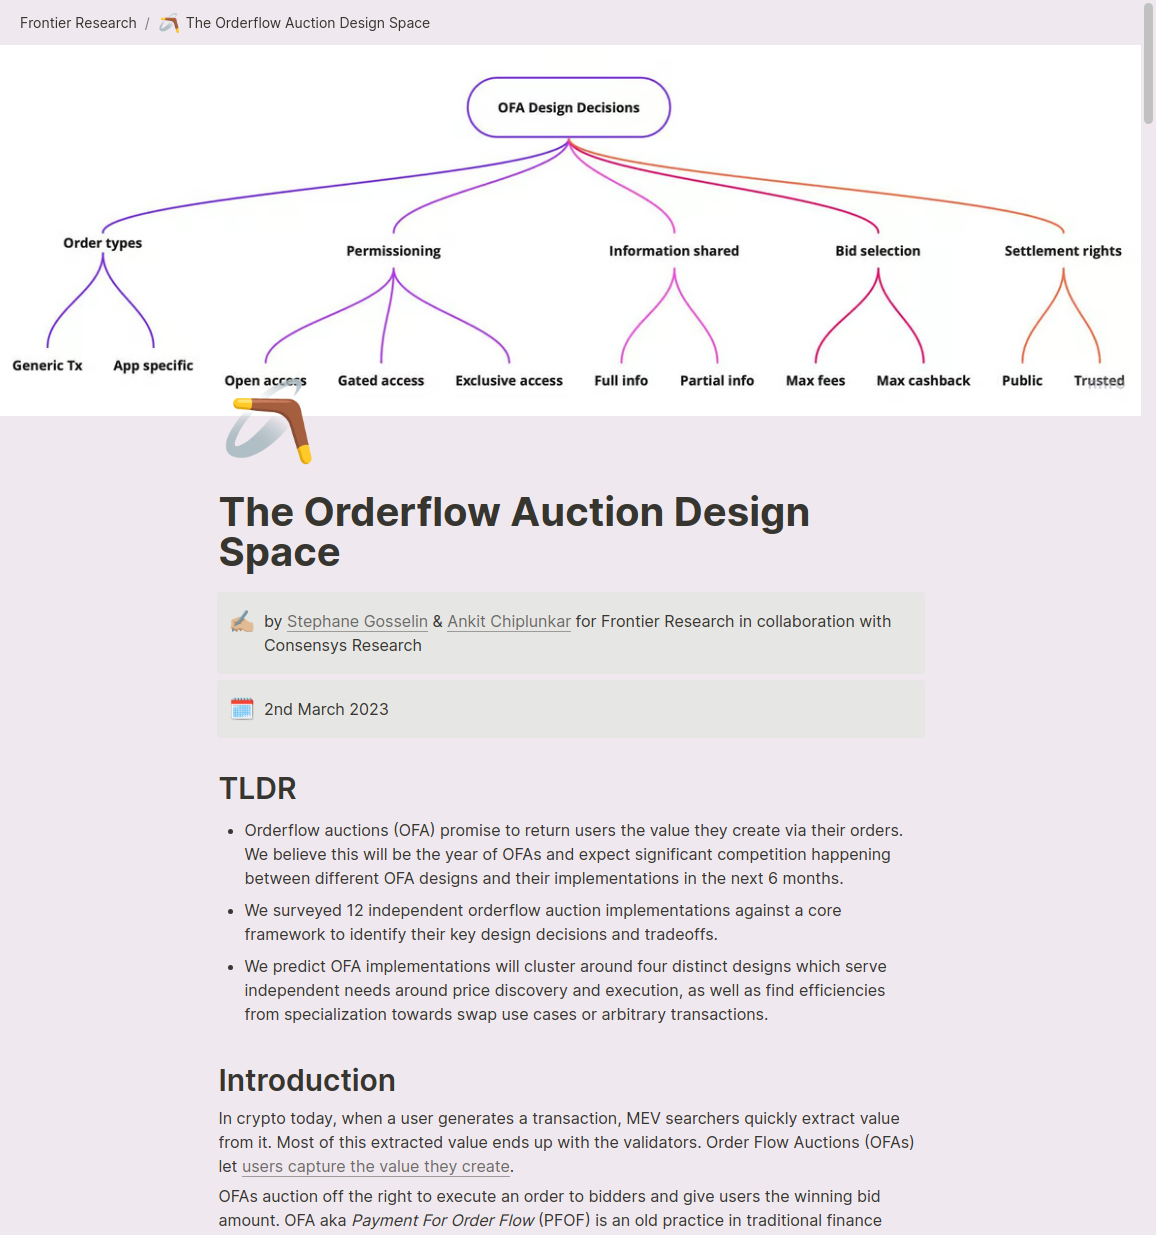 Frontier Research / The Orderflow Auction Design Space
OFA Design Decisions
Order types
Permissioning
Information shared
Bid selection
Settlement rights
Generic Tx
App specific
Open access
Gated access
Exclusive access
Full info
Partial info
Max fees
Max cashback
Public
Trusted
The Orderflow Auction Design
Space
by Stephane Gosselin & Ankit Chiplunkar for Frontier Research in collaboration with
Consensys Research
2nd March 2023
TLDR
• Orderflow auctions (OFA) promise to return users the value they create via their orders.
We believe this will be the year of OFAs and expect significant competition happening
between different OFA designs and their implementations in the next 6 months.
• We surveyed 12 independent orderflow auction implementations against a core
framework to identify their key design decisions and tradeoffs.
• We predict OFA implementations will cluster around four distinct designs which serve
independent needs around price discovery and execution, as well as find efficiencies
from specialization towards swap use cases or arbitrary transactions.
Introduction
In crypto today, when a user generates a transaction, MEV searchers quickly extract value
from it. Most of this extracted value ends up with the validators. Order Flow Auctions (OFAs)
let users capture the value they create.
OFAs auction off the right to execute an order to bidders and give users the winning bid
amount. OFA aka Payment For Order Flow (PFOF) is an old practice in traditional finance